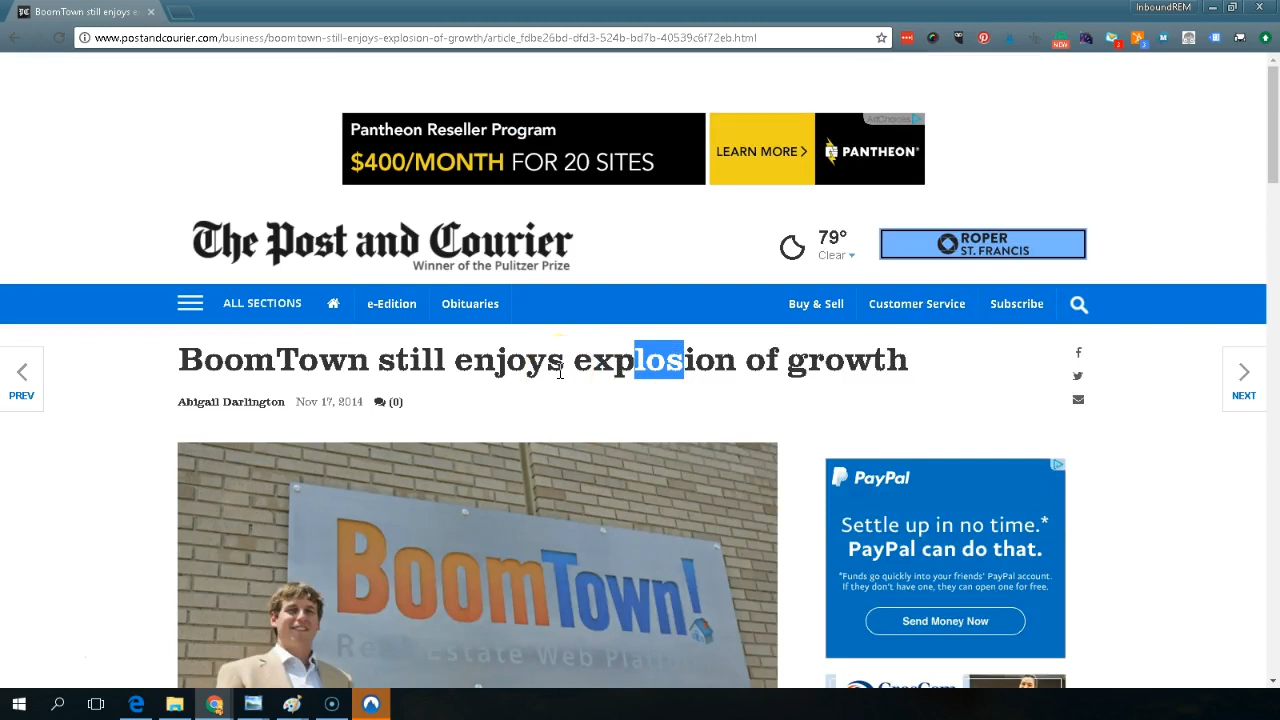 BoomTown still enjoys e
InboundREM
www.postandcourier.com/business/boomtown-still-enjoys-explosion-of-growth/article_fdbe26bd-dfd3-524b-bd7b-40539c6f72eb.html
NEW
Pantheon Reseller Program
$400/MONTH FOR 20 SITES
LEARN MORE >
PANTHEON
AdChoices
The Post and Courier
Winner of the Pulitzer Prize
79°
Clear
ROPER
ST. FRANCIS
ALL SECTIONS
e-Edition
Obituaries
Buy & Sell
Customer Service
Subscribe
BoomTown still enjoys explosion of growth
PREV
NEXT
Abigail Darlington Nov 17, 2014 (0)
BoomTown!
Real Estate Web
PayPal
Settle up in no time.*
PayPal can do that.
*Funds go quickly into your friends' PayPal account.
If they don't have one, they can open one for free.
Send Money Now